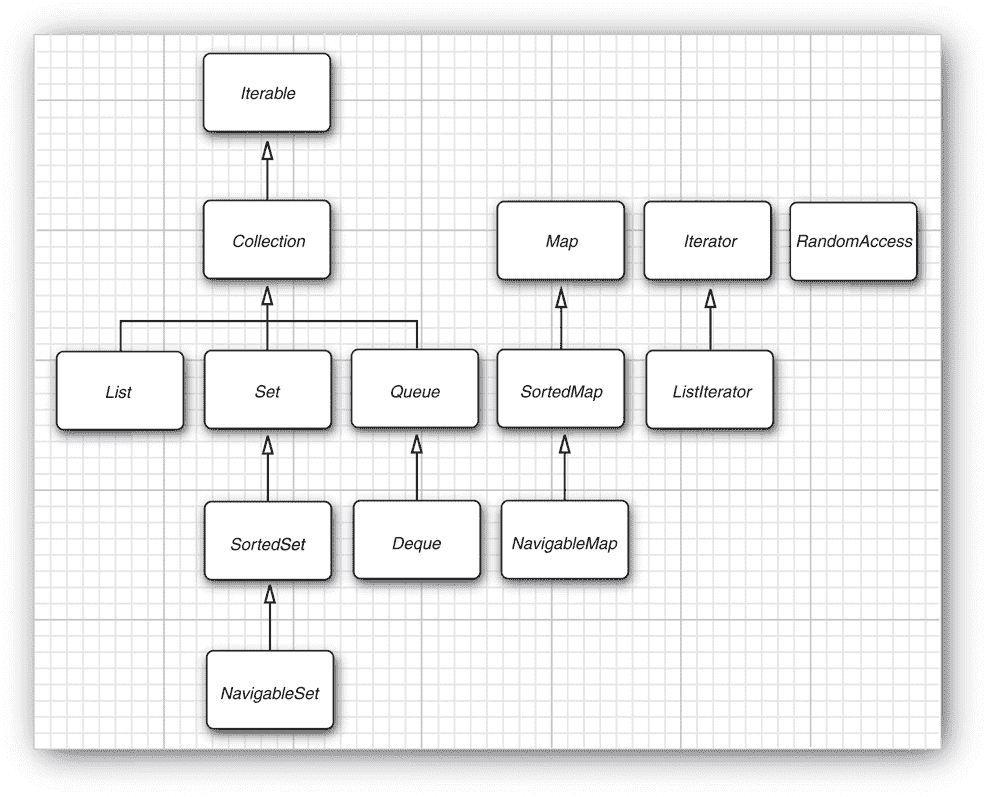 Iterable
Collection
Map
Iterator
RandomAccess
List
Set
Queue
SortedMap
ListIterator
SortedSet
Deque
NavigableMap
NavigableSet